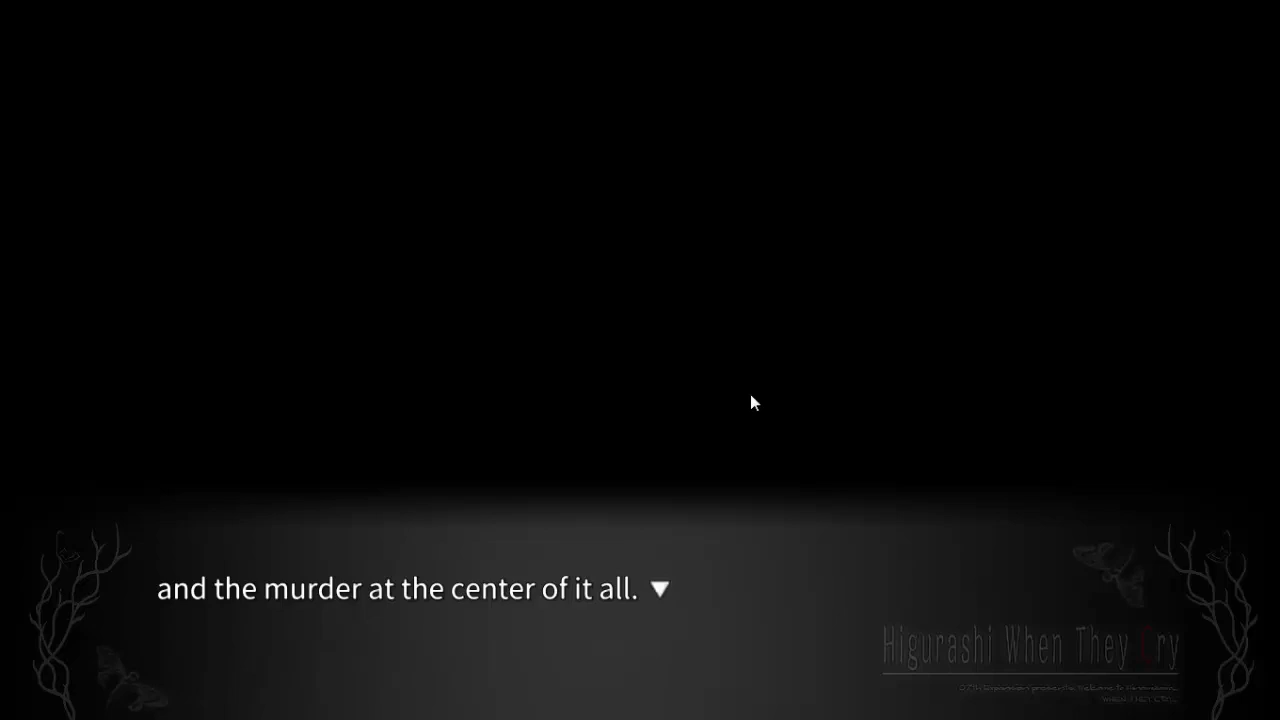 and the murder at the center of it all.
Higurashi When They Cry